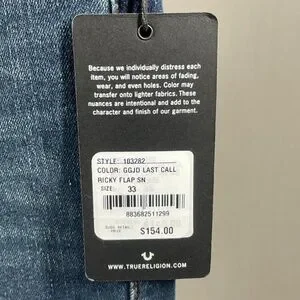 Because we individually distress each
item, you will notice areas of fading,
wear, and even holes. Color may
transfer onto lighter fabrics. These
nuances are intentional and add to the
character and finish of our garment.
STYLE: 103282
COLOR: GGJD LAST CALL
RICKY FLAP SN
SIZE: 33
883682511299
$154.00
WWW.TRUERELIGION.COM